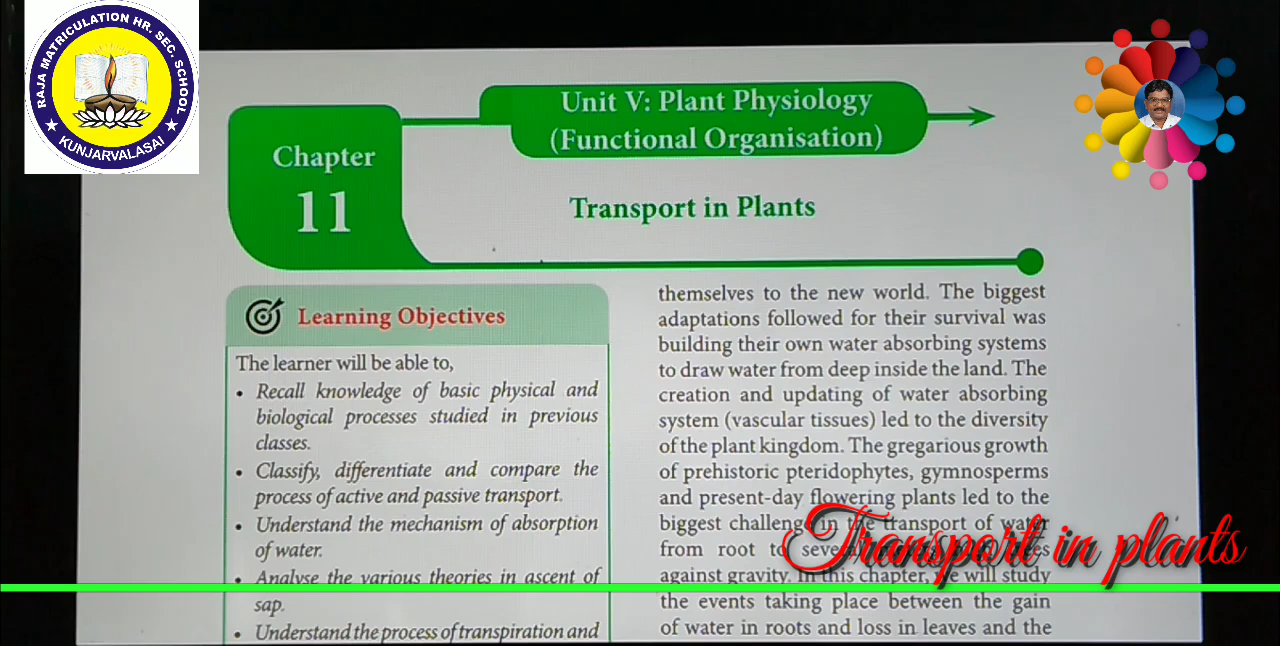 RAJA MATRICULATION HR. SEC. SCHOOL
★ KUNJARVALASAI ★
Unit V: Plant Physiology
(Functional Organisation)
Chapter
11
Transport in Plants
Learning Objectives
The learner will be able to,
• Recall knowledge of basic physical and
biological processes studied in previous
classes.
• Classify, differentiate and compare the
process of active and passive transport.
• Understand the mechanism of absorption
of water.
• Analyse the various theories in ascent of
sap.
• Understand the process of transpiration and
themselves to the new world. The biggest
adaptations followed for their survival was
building their own water absorbing systems
to draw water from deep inside the land. The
creation and updating of water absorbing
system (vascular tissues) led to the diversity
of the plant kingdom. The gregarious growth
of prehistoric pteridophytes, gymnosperms
and present-day flowering plants led to the
biggest challenge in the transport of water
from root to
against gravity. In this chapter, we will study
the events taking place between the gain
of water in roots and loss in leaves and the
Transport in plants